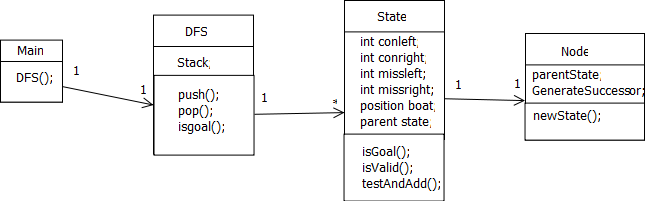 Main
DFS();
1
1
DFS
Stack;
push();
pop();
isgoal();
1
*
State
int conleft;
int conright;
int missleft;
int missright;
position boat;
parent state;
isGoal();
isValid();
testAndAdd();
1
1
Node
parentState;
GenerateSuccessor;
newState();